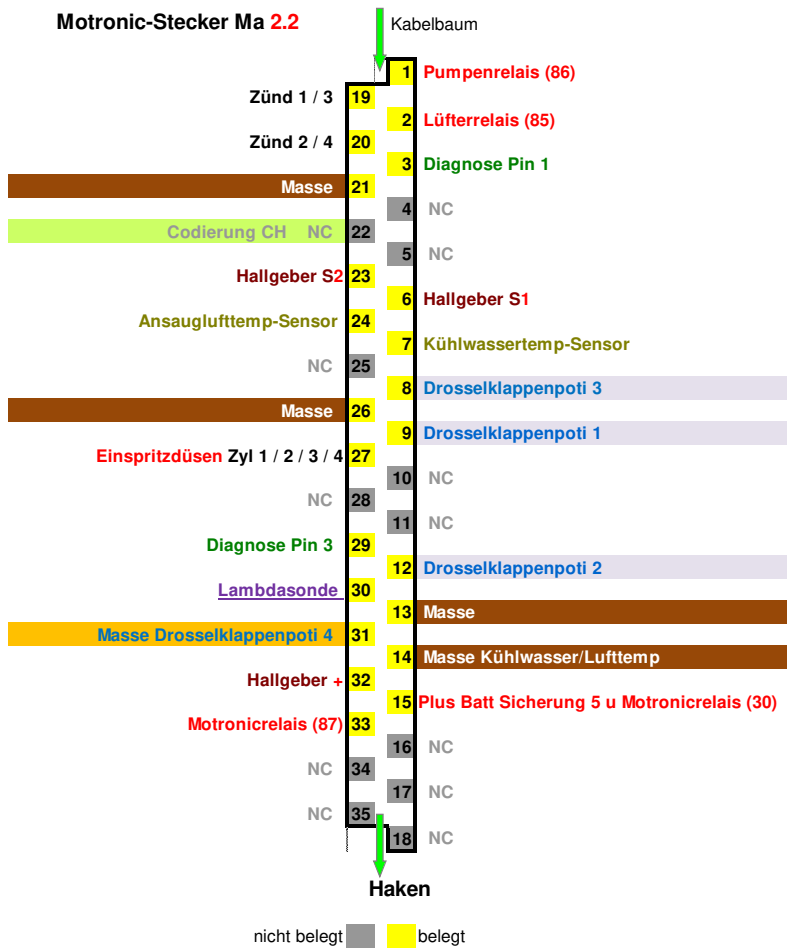 Motronic-Stecker Ma 2.2
Kabelbaum
1 Pumpenrelais (86)
Zünd 1 / 3 19
2 Lüfterrelais (85)
Zünd 2 / 4 20
3 Diagnose Pin 1
Masse 21
4 NC
Codierung CH NC 22
5 NC
Hallgeber S2 23
6 Hallgeber S1
Ansauglufttemp-Sensor 24
7 Kühlwassertemp-Sensor
NC 25
8 Drosselklappenpoti 3
Masse 26
9 Drosselklappenpoti 1
Einspritzdüsen Zyl 1 / 2 / 3 / 4 27
10 NC
NC 28
11 NC
Diagnose Pin 3 29
12 Drosselklappenpoti 2
Lambdasonde 30
13 Masse
Masse Drosselklappenpoti 4 31
14 Masse Kühlwasser/Lufttemp
Hallgeber + 32
15 Plus Batt Sicherung 5 u Motronicrelais (30)
Motronicrelais (87) 33
16 NC
NC 34
17 NC
NC 35
18 NC
Haken
nicht belegt
belegt